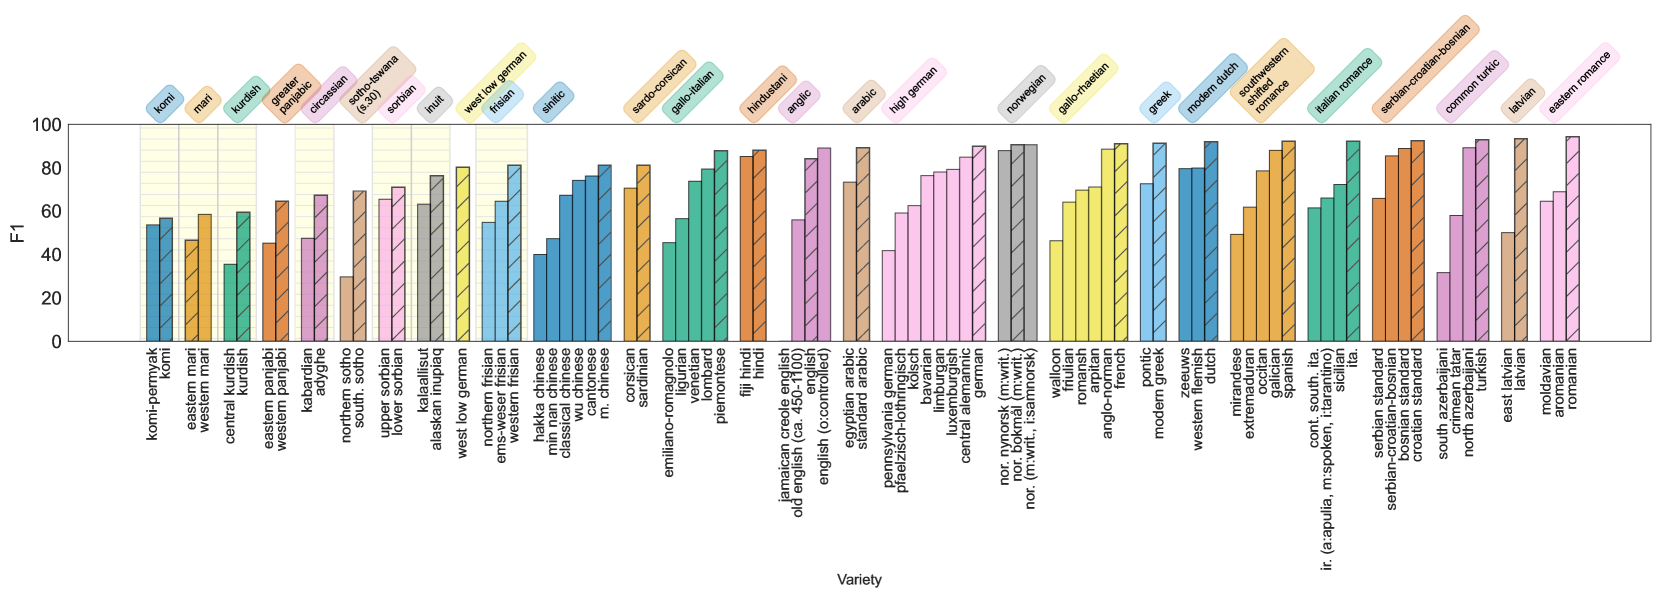 komi
mari
kurdish
greater
panjabic
circassian
sotho-tswana
(s.30)
sorbian
inuit
west low german
frisian
sinitic
sardo-corsican
gallo-italian
hindustani
anglic
arabic
high german
norwegian
gallo-rhaetian
greek
modern dutch
southwestern
shifted
romance
italian romance
serbian-croatian-bosnian
common turkic
latvian
eastern romance
F1
100
80
60
40
20
0
komi-permyak
komi
eastern mari
western mari
central kurdish
kurdish
eastern panjabi
western panjabi
kabardian
adyghe
northern sotho
south. sotho
upper sorbian
lower sorbian
kalaallisut
alaskan inupiaq
west low german
northern frisian
ems-weser frisian
western frisian
hakka chinese
min nan chinese
classical chinese
wu chinese
cantonese
m. chinese
corsican
sardinian
emiliano-romagnolo
ligurian
venetian
lombard
piemontese
fiji hindi
hindi
jamaican creole english
old english (ca. 450-1100)
english
english (o:controlled)
egyptian arabic
standard arabic
pennsylvania german
pfaelzisch-lothringisch
kölsch
bavarian
limburgan
luxemburgish
central alemannic
german
nor. nynorsk (m:writ.)
nor. bokmål (m:writ.)
nor. (m:writ., i:samnorsk)
walloon
friulian
romansh
arpitan
anglo-norman
french
pontic
modern greek
zeeuws
western flemish
dutch
mirandese
extremaduran
occitan
galician
spanish
cont. south. ita.
ir. (a:apulia, m:spoken, i:tarantino)
sicilian
ita.
serbian standard
serbian-croatian-bosnian
bosnian standard
croatian standard
south azerbaijani
crimean tatar
north azerbaijani
turkish
east latvian
latvian
moldavian
aromanian
romanian
Variety